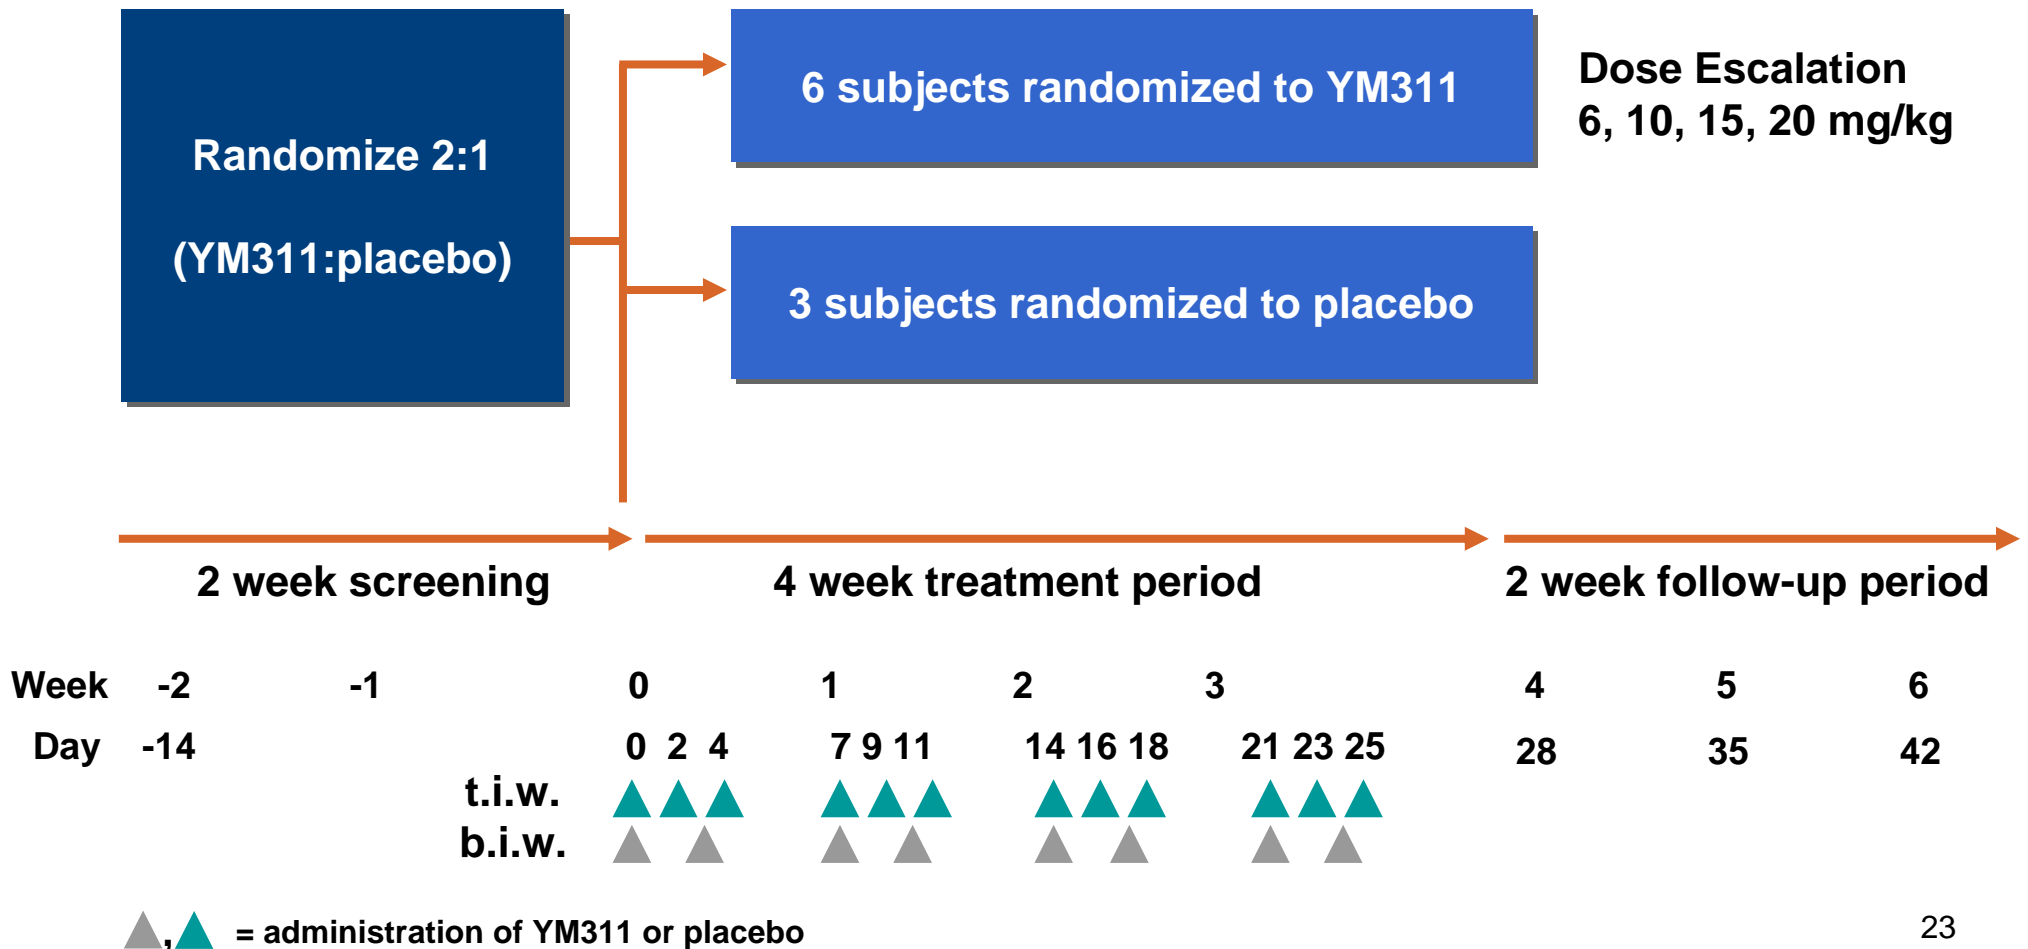 Randomize 2:1
(YM311:placebo)
6 subjects randomized to YM311
Dose Escalation
6, 10, 15, 20 mg/kg
3 subjects randomized to placebo
2 week screening
4 week treatment period
2 week follow-up period
Week -2 -1 0 1 2 3 4 5 6
Day -14 0 2 4 7 9 11 14 16 18 21 23 25 28 35 42
t.i.w.
b.i.w.
, = administration of YM311 or placebo
23